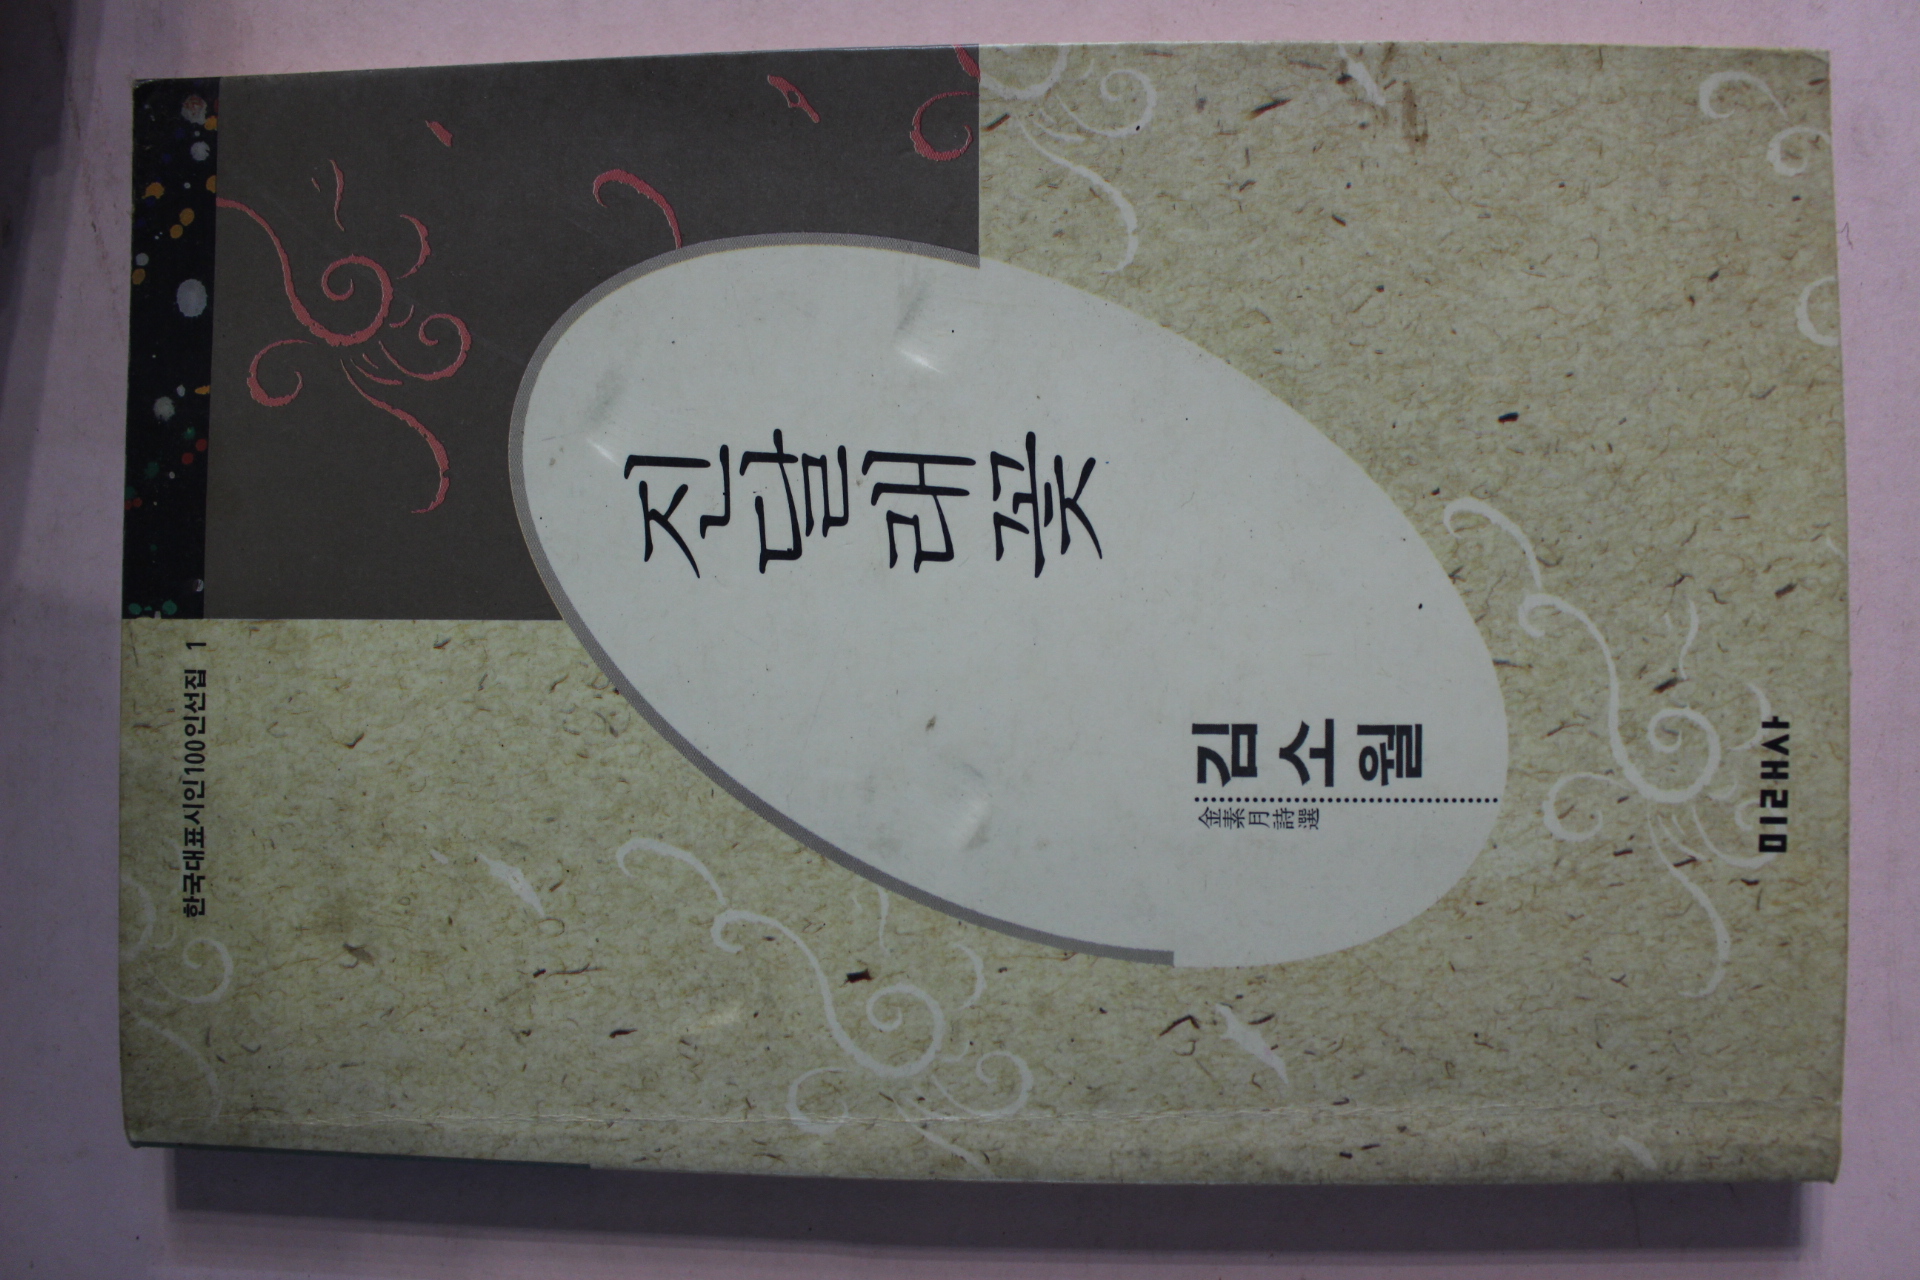 한국대표시인100인선집 1
진달래꽃
김소월
金素月詩選
미래사